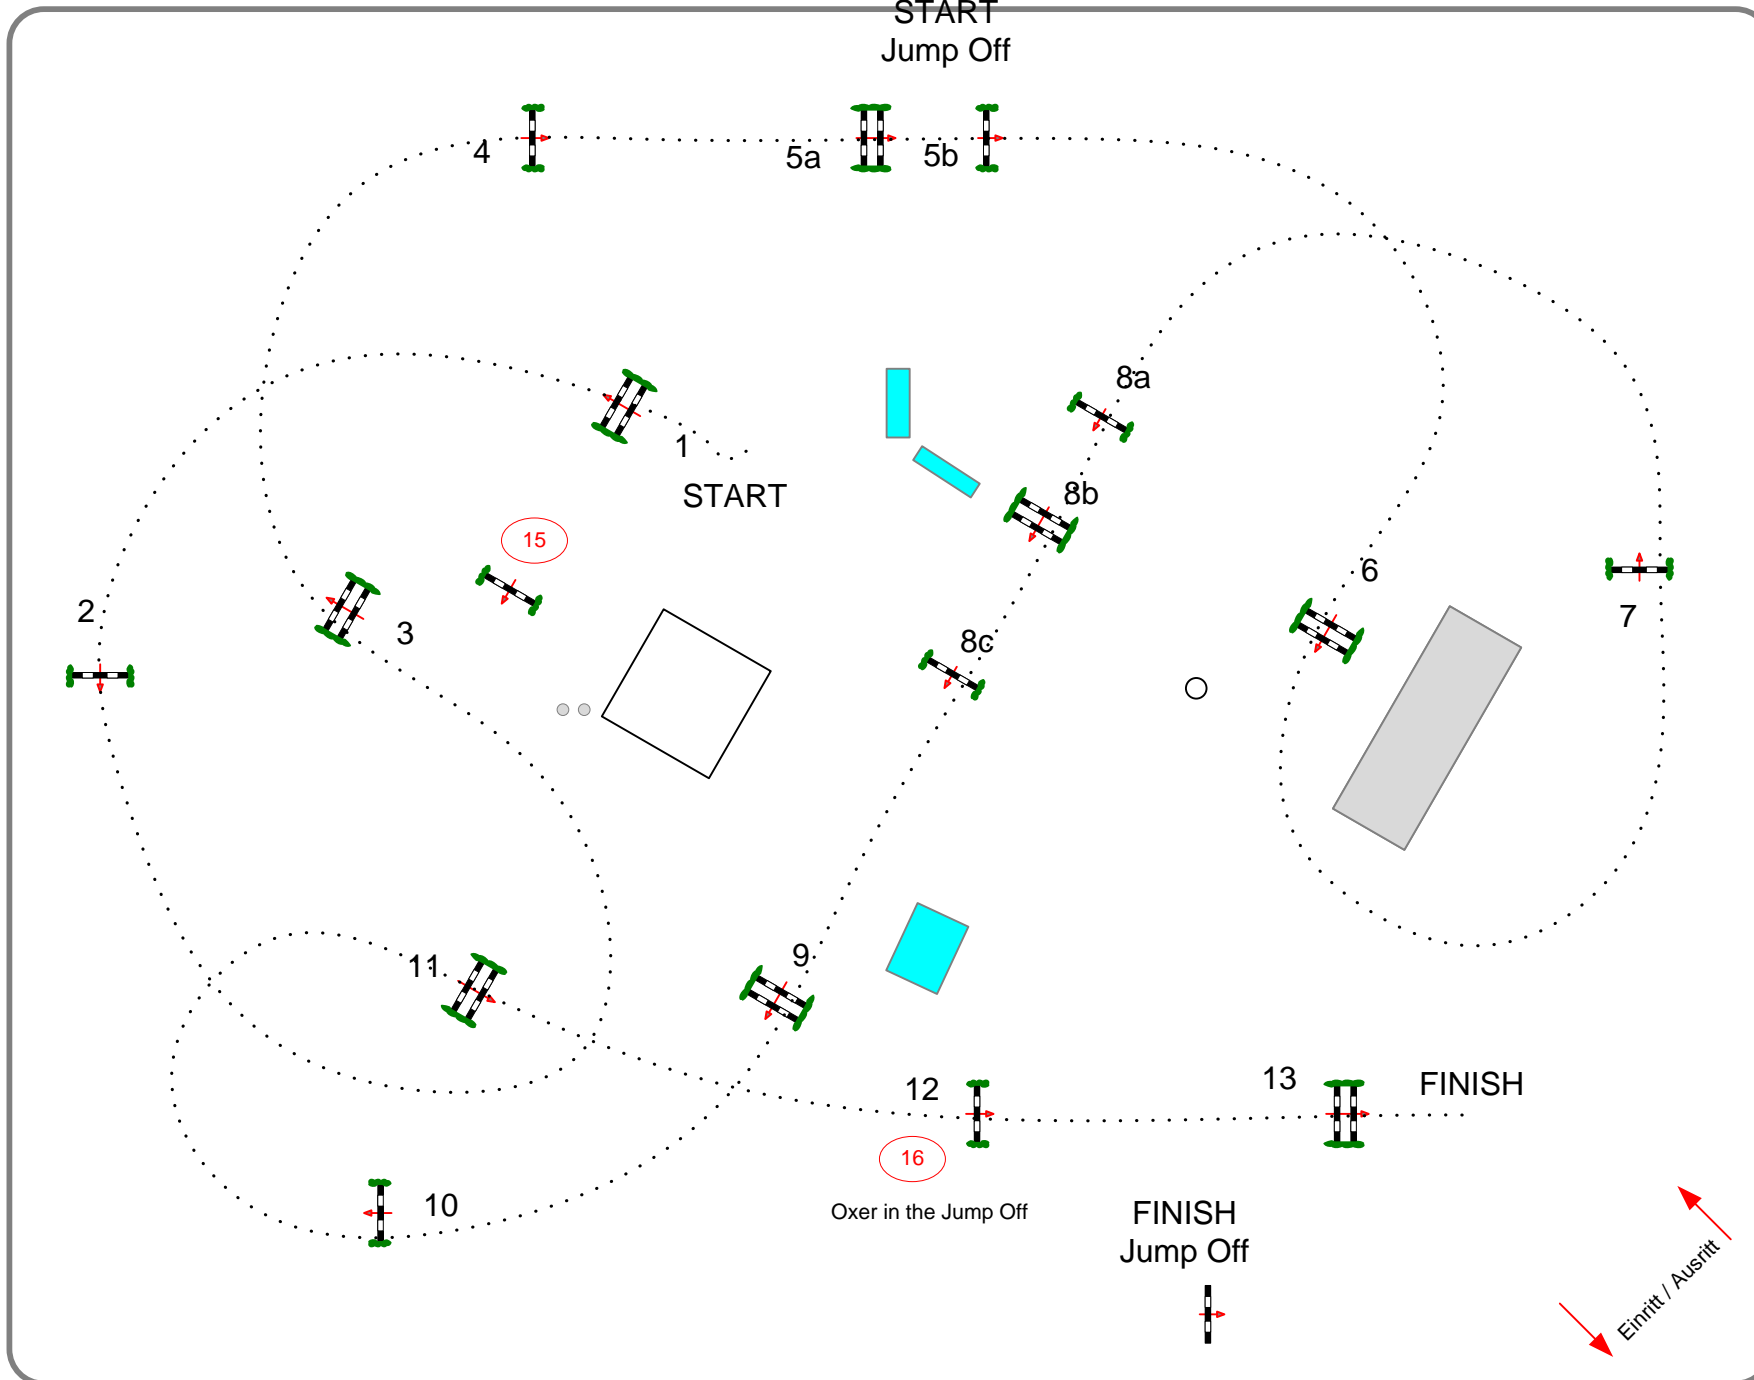 START
Jump Off
4
5a
5b
8a
1
8b
START
15
6
2
7
3
8c
9
11
13
FINISH
12
16
10
Oxer in the Jump Off
FINISH
Jump Off
Einritt / Ausritt